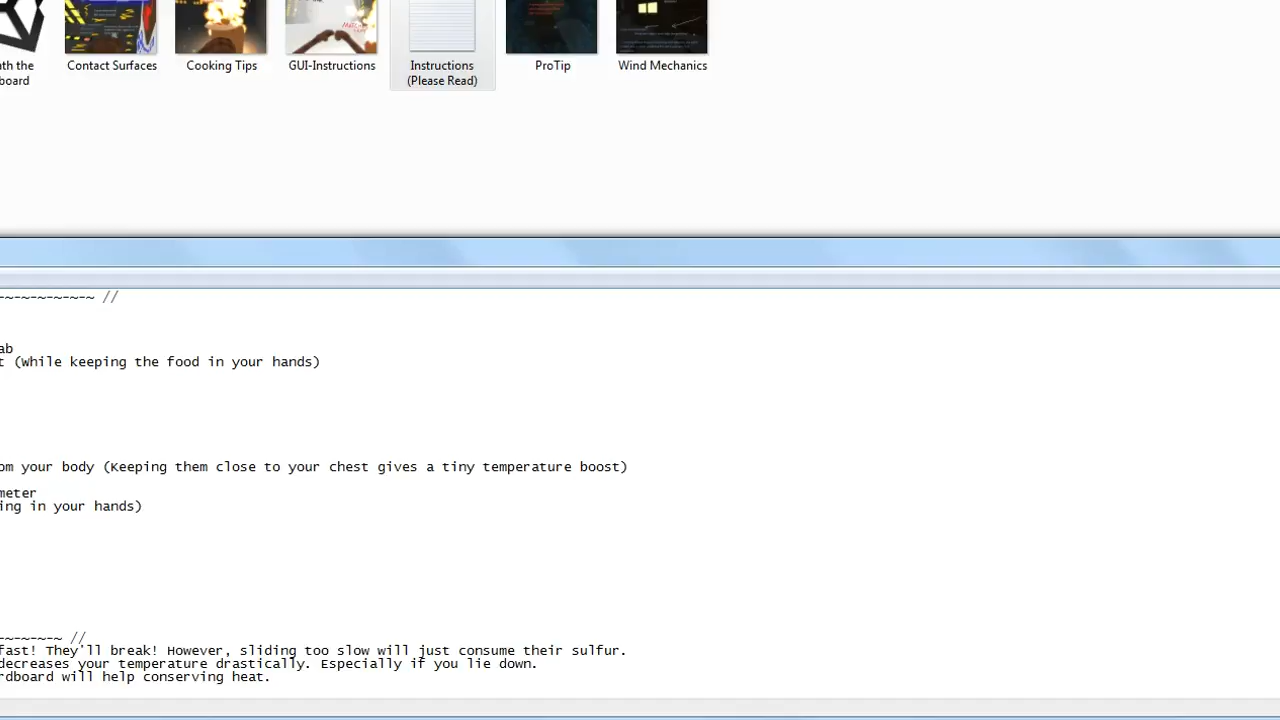 th the
board
Contact Surfaces
Cooking Tips
GUI-Instructions
Instructions
(Please Read)
ProTip
Wind Mechanics
-~-~-~-~-~-~ //
ab
t (While keeping the food in your hands)
om your body (Keeping them close to your chest gives a tiny temperature boost)
meter
ing in your hands)
-~-~-~-~ //
fast! They'll break! However, sliding too slow will just consume their sulfur.
decreases your temperature drastically. Especially if you lie down.
rdboard will help conserving heat.